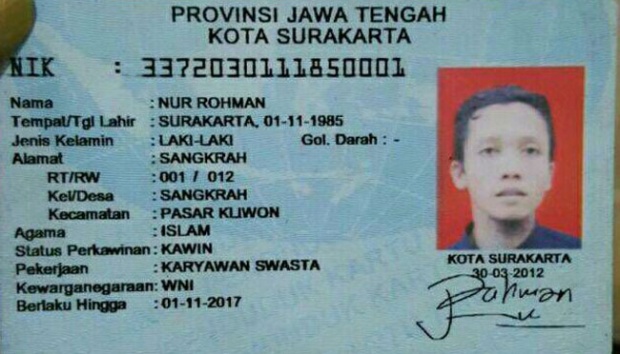 PROVINSI JAWA TENGAH
KOTA SURAKARTA
NIK : 3372030111850001
Nama : NUR ROHMAN
Tempat/Tgl Lahir : SURAKARTA, 01-11-1985
Jenis Kelamin : LAKI-LAKI Gol. Darah : -
Alamat : SANGKRAH
RT/RW : 001 / 012
Kel/Desa : SANGKRAH
Kecamatan : PASAR KLIWON
Agama : ISLAM
Status Perkawinan : KAWIN
Pekerjaan : KARYAWAN SWASTA
Kewarganegaraan : WNI
Berlaku Hingga : 01-11-2017
KOTA SURAKARTA
30-03-2012